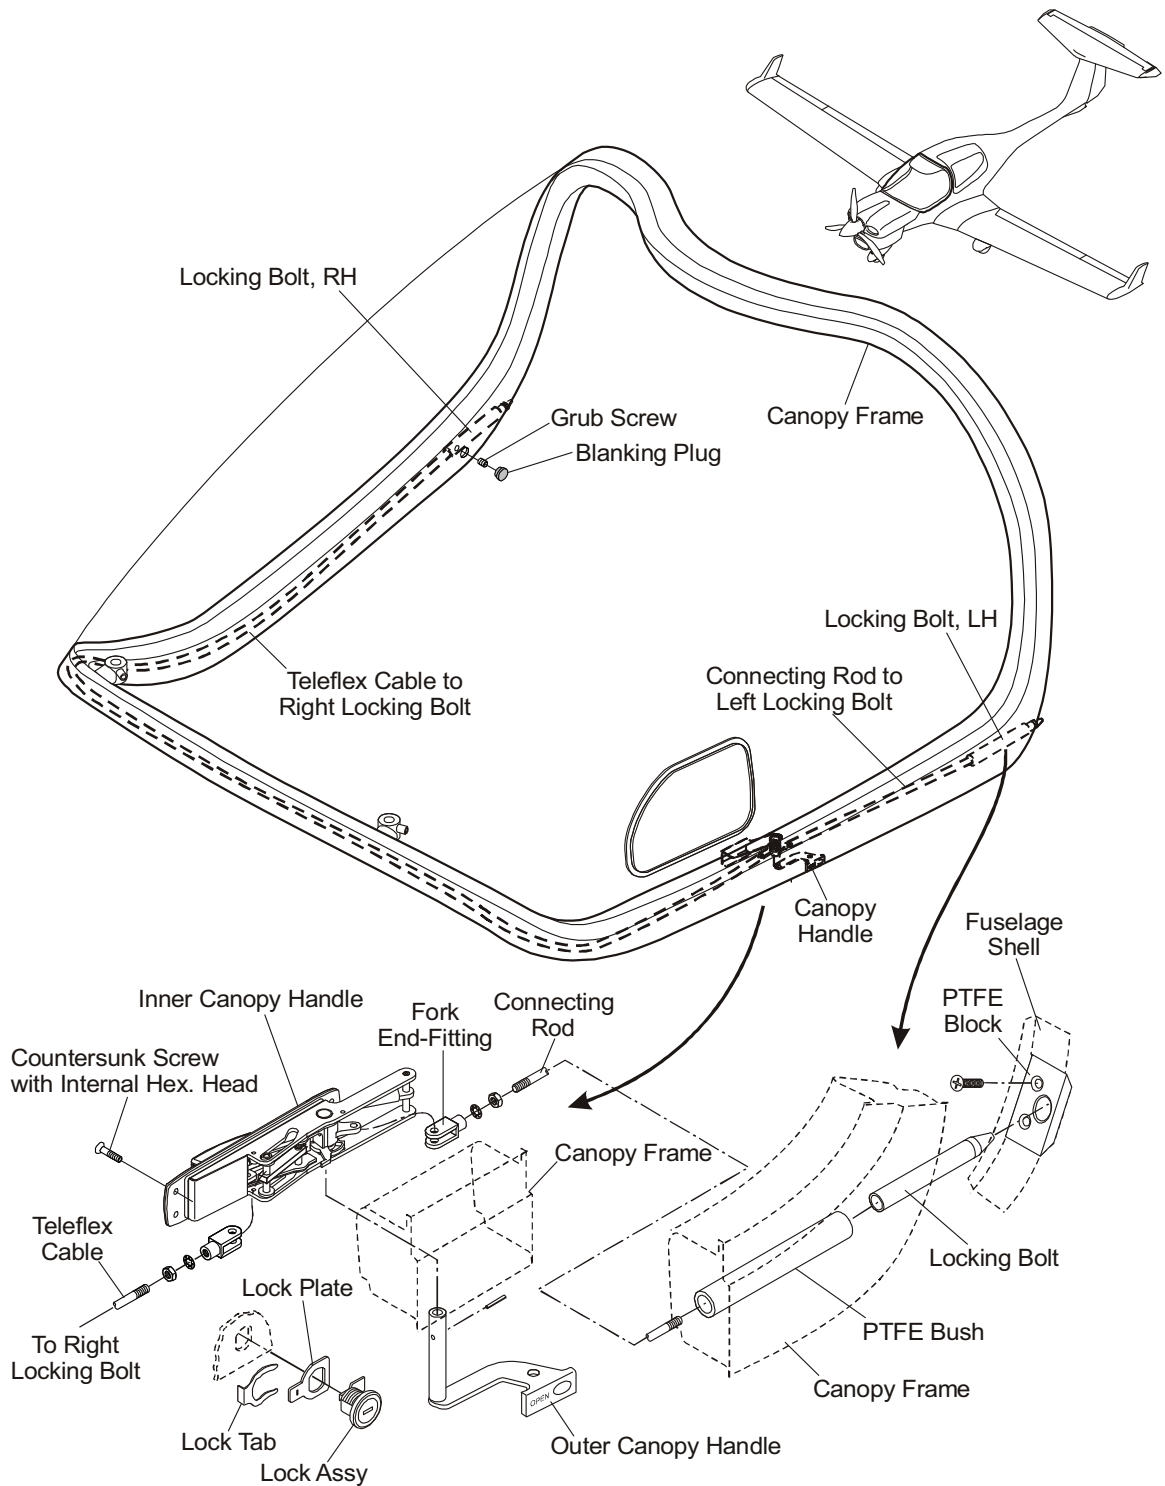 Locking Bolt, RH
Grub Screw
Blanking Plug
Canopy Frame
Locking Bolt, LH
Teleflex Cable to
Right Locking Bolt
Connecting Rod to
Left Locking Bolt
Canopy
Handle
Fuselage
Shell
PTFE
Block
Inner Canopy Handle
Fork
End-Fitting
Connecting
Rod
Countersunk Screw
with Internal Hex. Head
Canopy Frame
Teleflex
Cable
Lock Plate
Locking Bolt
To Right
Locking Bolt
PTFE Bush
Canopy Frame
OPEN
Lock Tab
Outer Canopy Handle
Lock Assy